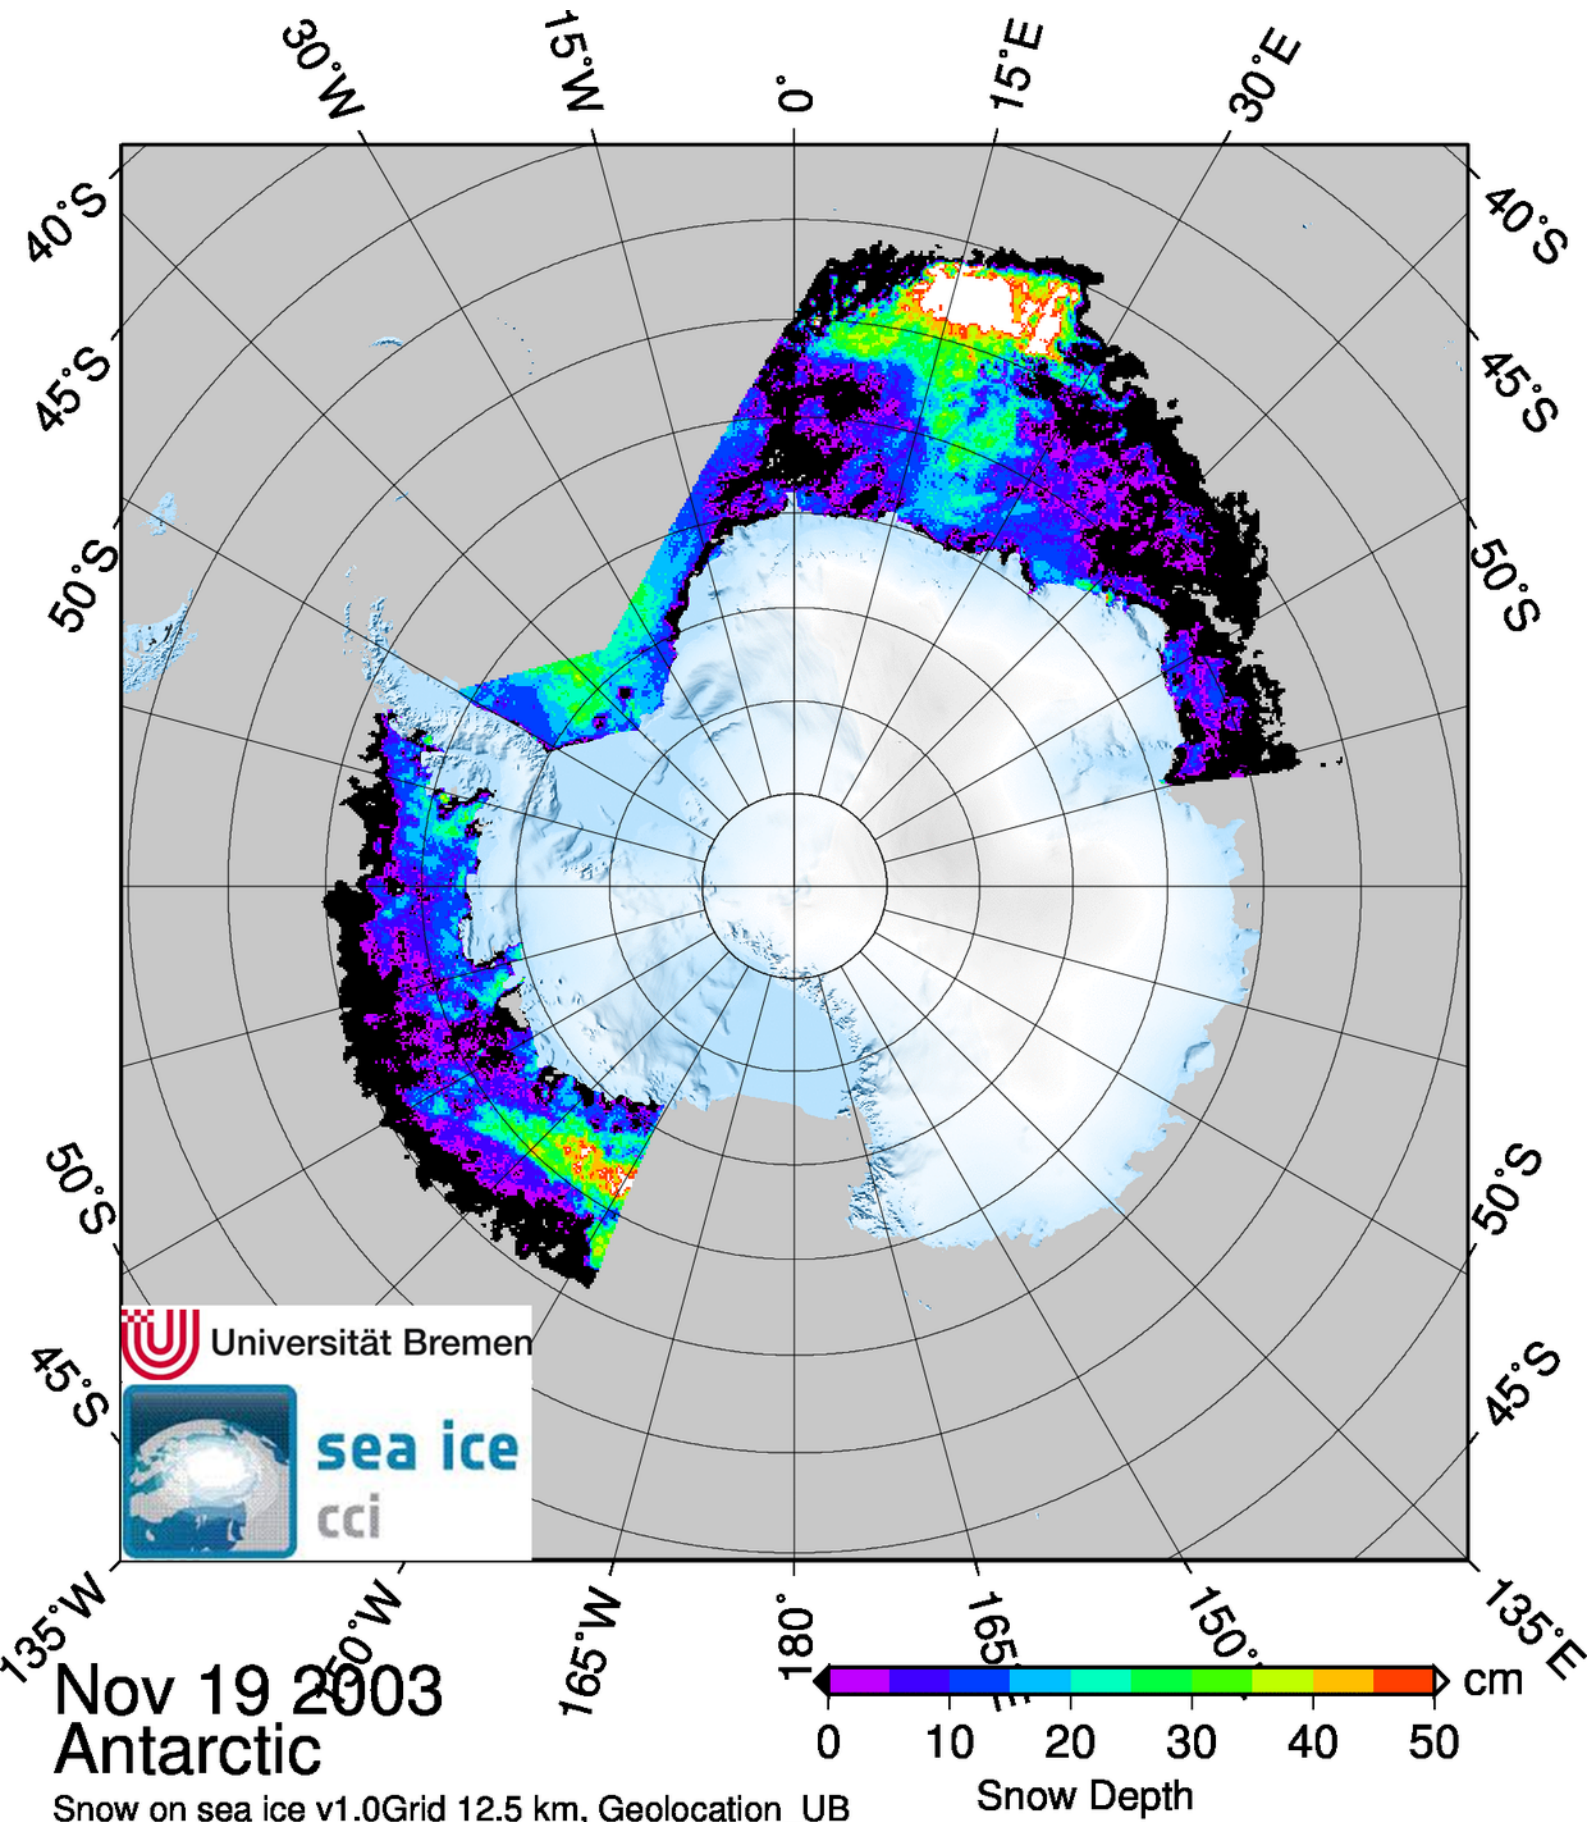 30°W 15°W 0° 15°E 30°E
40°S 40°S
45°S 45°S
50°S 50°S
50°S 50°S
45°S 45°S
Universität Bremen
sea ice
cci
135°W 165°W 180° 165 150° 135°E
Nov 19 2003
Antarctic
Snow on sea ice v1.0Grid 12.5 km, Geolocation UB
cm
0 10 20 30 40 50
Snow Depth